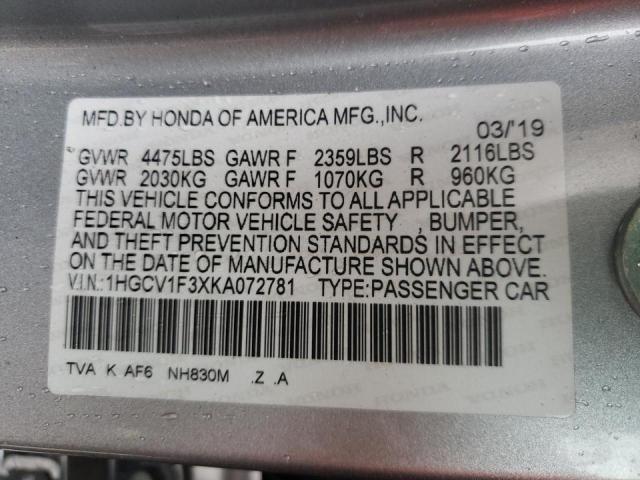 MFD.BY HONDA OF AMERICA MFG.,INC.
03/'19
GVWR 4475LBS GAWR F 2359LBS R 2116LBS
GVWR 2030KG GAWR F 1070KG R 960KG
THIS VEHICLE CONFORMS TO ALL APPLICABLE
FEDERAL MOTOR VEHICLE SAFETY , BUMPER,
AND THEFT PREVENTION STANDARDS IN EFFECT
ON THE DATE OF MANUFACTURE SHOWN ABOVE.
V.I.N.:1HGCV1F3XKA072781 TYPE:PASSENGER CAR
TVA K AF6 NH830M .Z .A